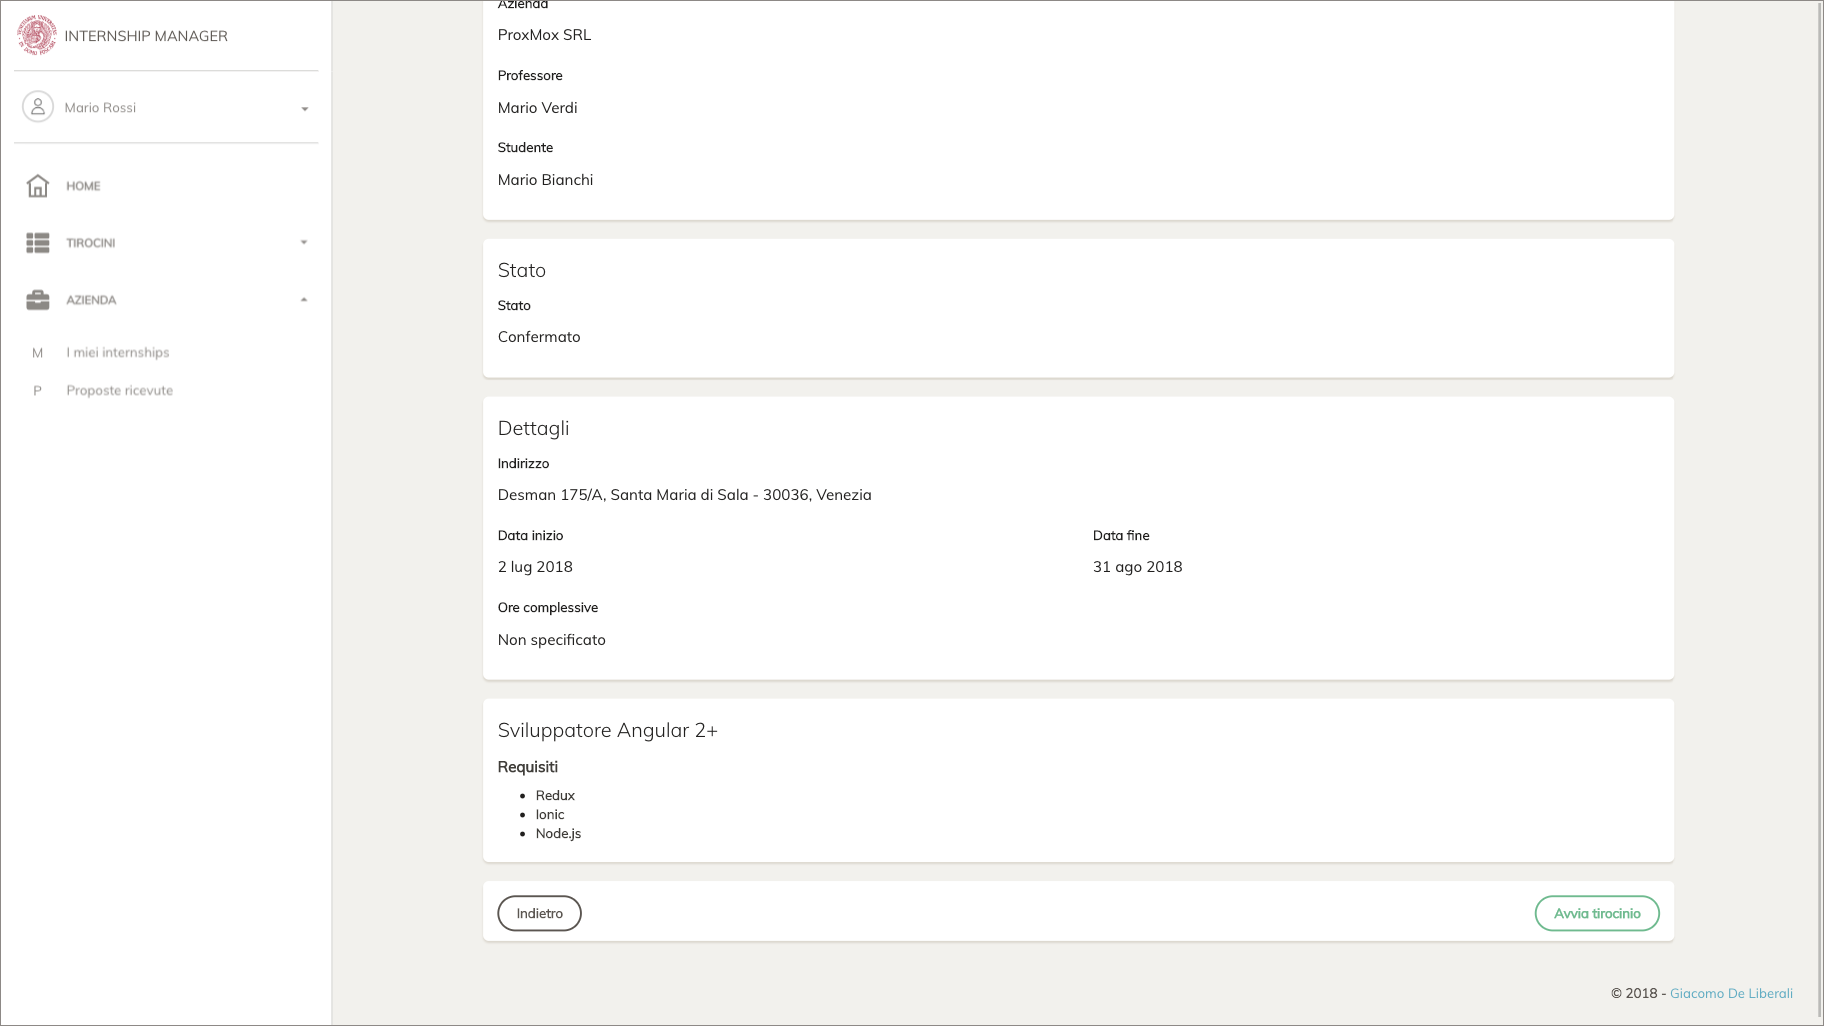 INTERNSHIP MANAGER
Mario Rossi
HOME
TIROCINI
AZIENDA
M I miei internships
P Proposte ricevute
Azienda
ProxMox SRL
Professore
Mario Verdi
Studente
Mario Bianchi
Stato
Stato
Confermato
Dettagli
Indirizzo
Desman 175/A, Santa Maria di Sala - 30036, Venezia
Data inizio Data fine
2 lug 2018 31 ago 2018
Ore complessive
Non specificato
Sviluppatore Angular 2+
Requisiti
• Redux
• Ionic
• Node.js
Indietro Avvia tirocinio
© 2018 - Giacomo De Liberali